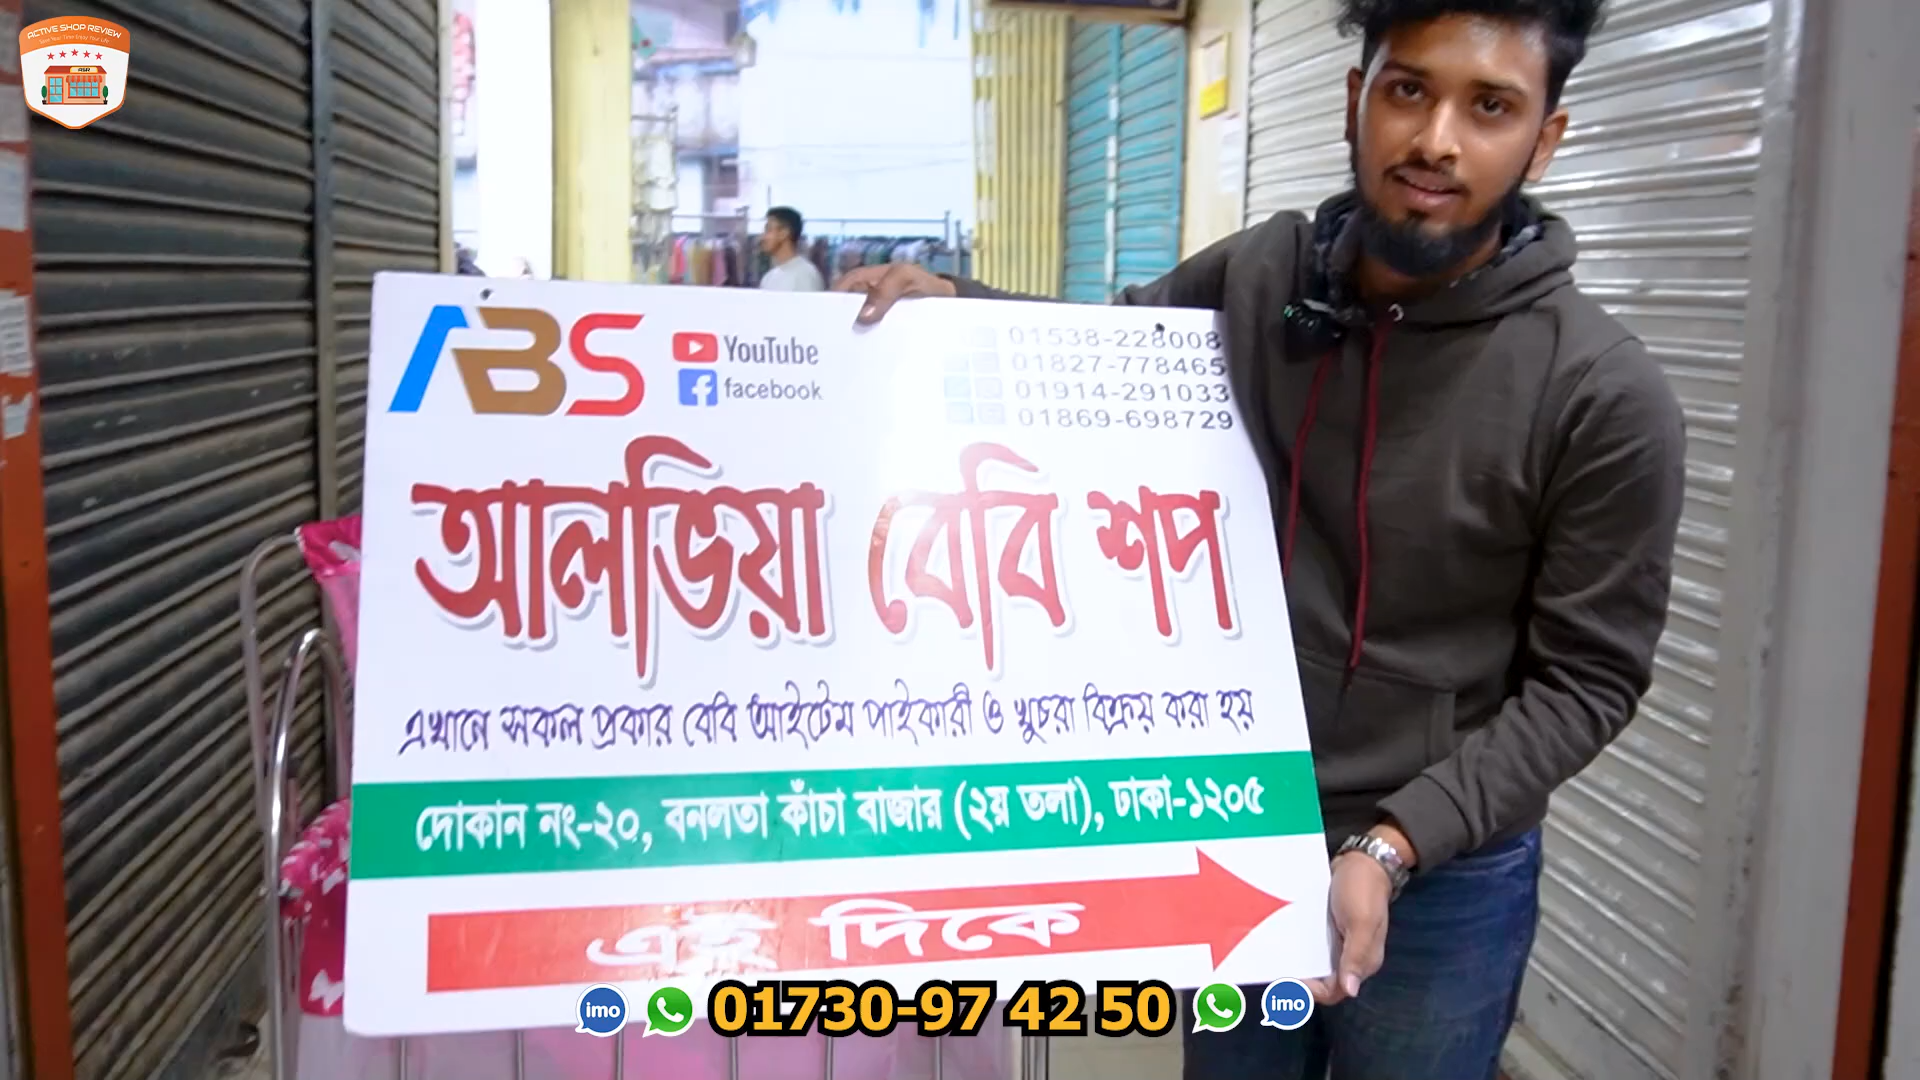 ACTIVE SHOP REVIEW
ASR
ABS
YouTube
facebook
01538-228008
01827-778465
01914-291033
01869-698729
আলভিয়া বেবি শপ
এখানে সকল প্রকার বেবি আইটেম পাইকারী ও খুচরা বিক্রয় করা হয়
দোকান নং-২০, বনলতা কাঁচা বাজার (২য় তলা), ঢাকা-১২০৫
এই দিকে
imo 01730-97 42 50 imo